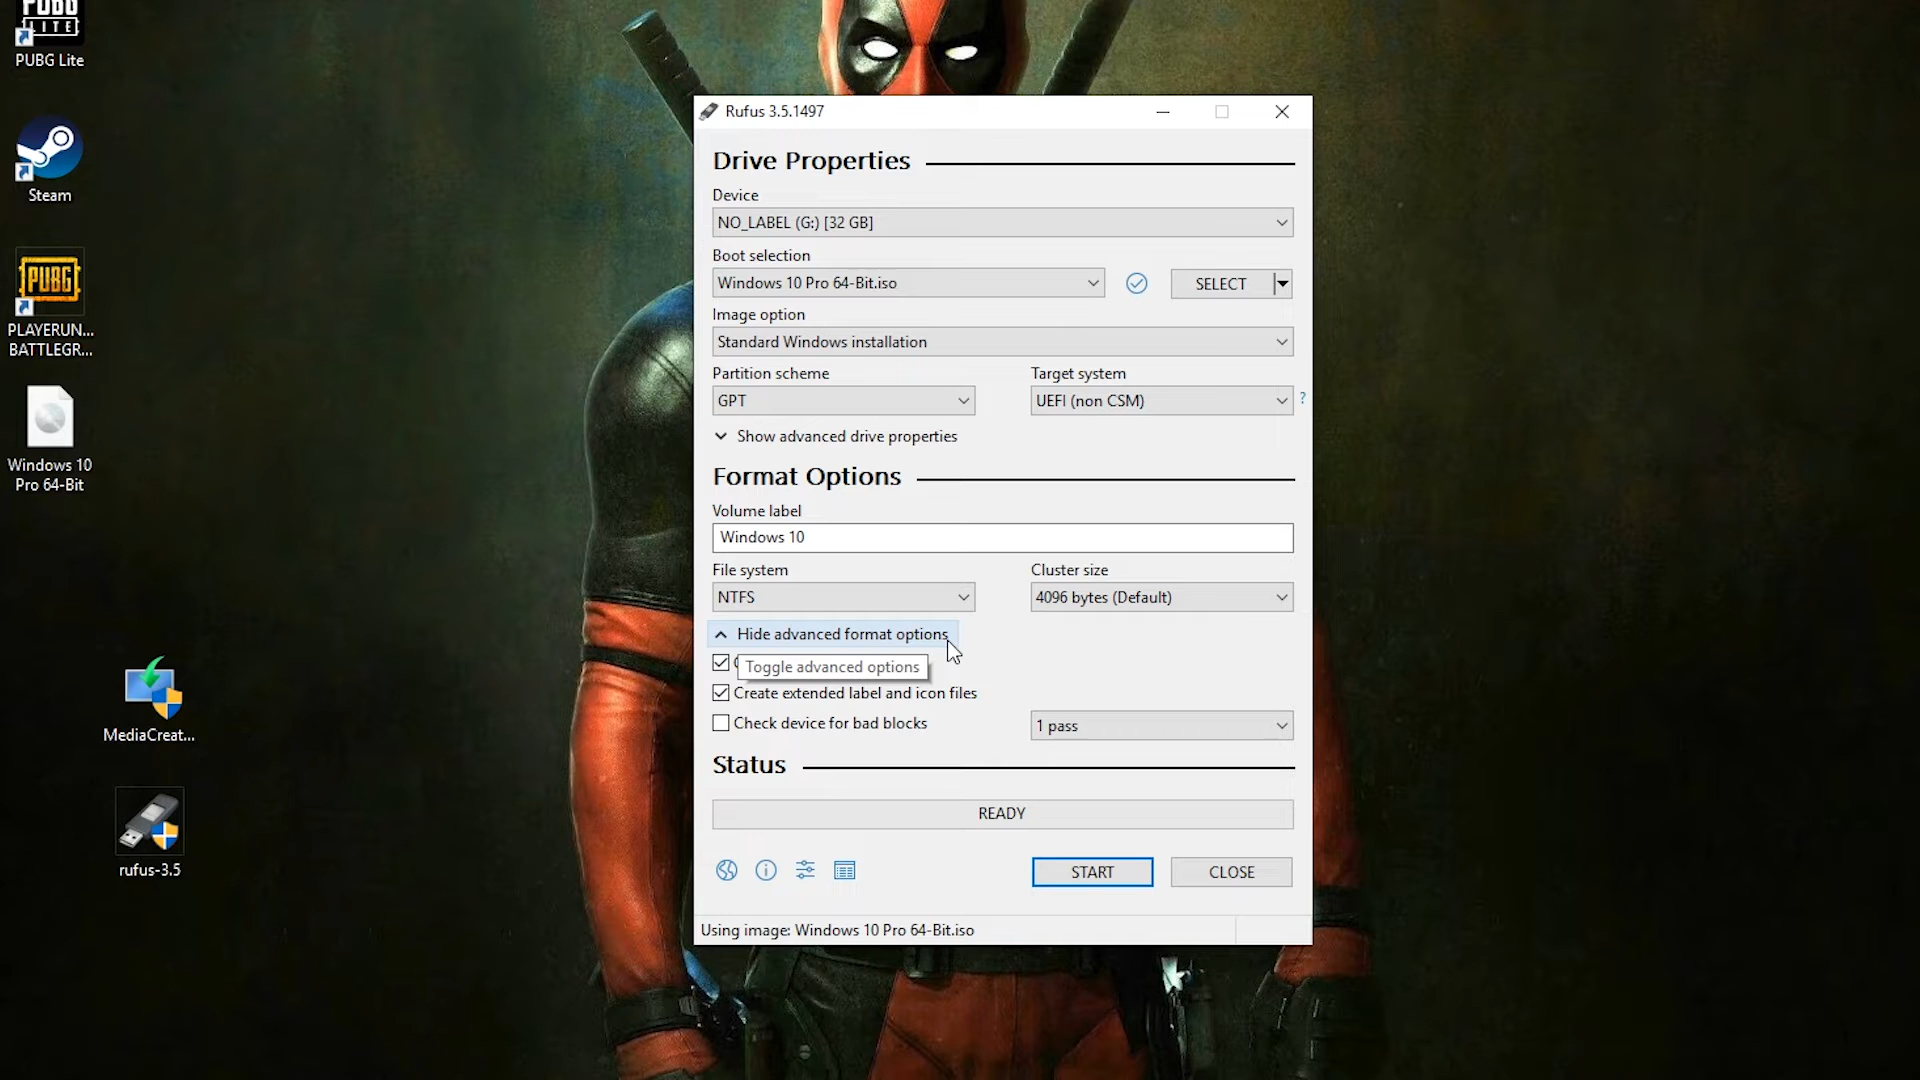 PUBG
LITE
PUBG Lite
Steam
PUBG
PLAYERUN...
BATTLEGR...
Windows 10
Pro 64-Bit
MediaCreat...
rufus-3.5
Rufus 3.5.1497
Drive Properties
Device
NO_LABEL (G:) [32 GB]
Boot selection
Windows 10 Pro 64-Bit.iso
SELECT
Image option
Standard Windows installation
Partition scheme
Target system
GPT
UEFI (non CSM)
?
Show advanced drive properties
Format Options
Volume label
Windows 10
File system
Cluster size
NTFS
4096 bytes (Default)
Hide advanced format options
Toggle advanced options
Create extended label and icon files
Check device for bad blocks
1 pass
Status
READY
START
CLOSE
Using image: Windows 10 Pro 64-Bit.iso